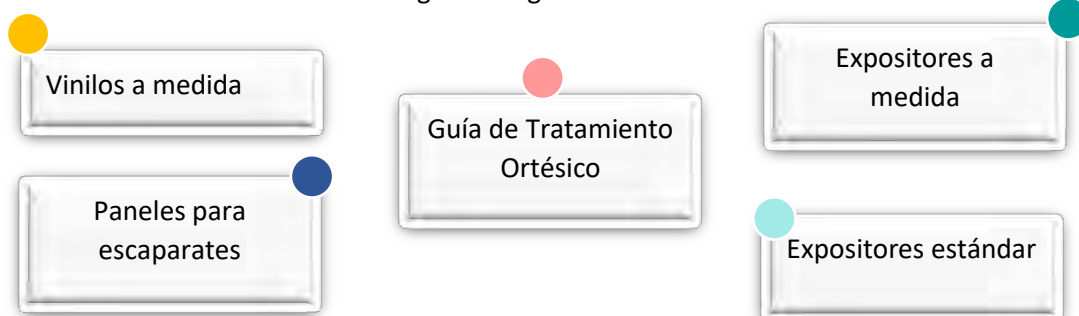 Vinilos a medida
Paneles para
escaparates
Guía de Tratamiento
Ortésico
Expositores a
medida
Expositores estándar